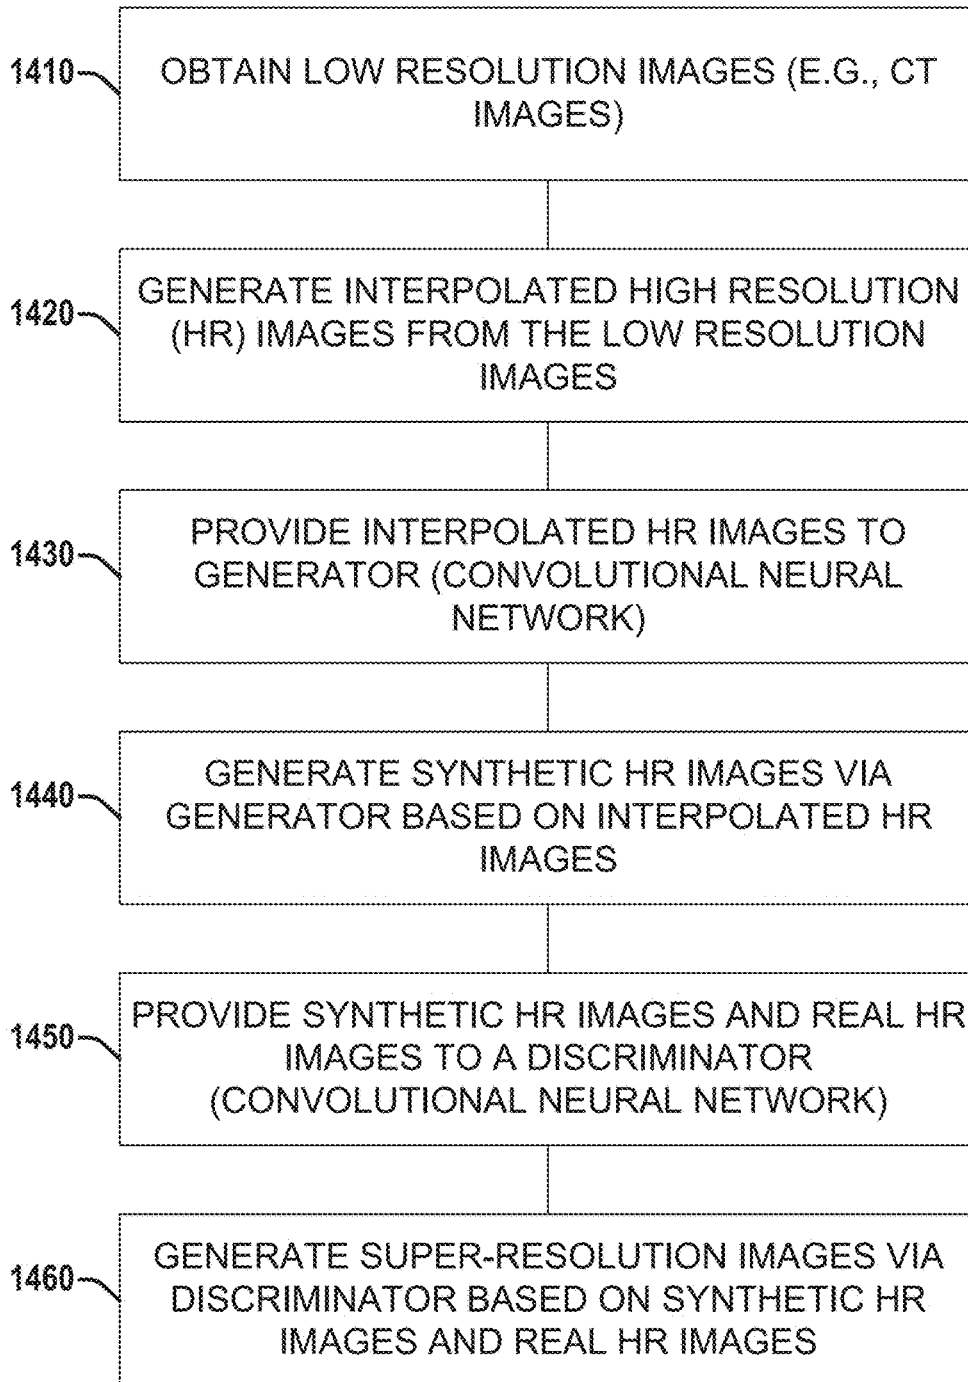 1410
OBTAIN LOW RESOLUTION IMAGES (E.G., CT
IMAGES)
1420
GENERATE INTERPOLATED HIGH RESOLUTION
(HR) IMAGES FROM THE LOW RESOLUTION
IMAGES
1430
PROVIDE INTERPOLATED HR IMAGES TO
GENERATOR (CONVOLUTIONAL NEURAL
NETWORK)
1440
GENERATE SYNTHETIC HR IMAGES VIA
GENERATOR BASED ON INTERPOLATED HR
IMAGES
1450
PROVIDE SYNTHETIC HR IMAGES AND REAL HR
IMAGES TO A DISCRIMINATOR
(CONVOLUTIONAL NEURAL NETWORK)
1460
GENERATE SUPER-RESOLUTION IMAGES VIA
DISCRIMINATOR BASED ON SYNTHETIC HR
IMAGES AND REAL HR IMAGES